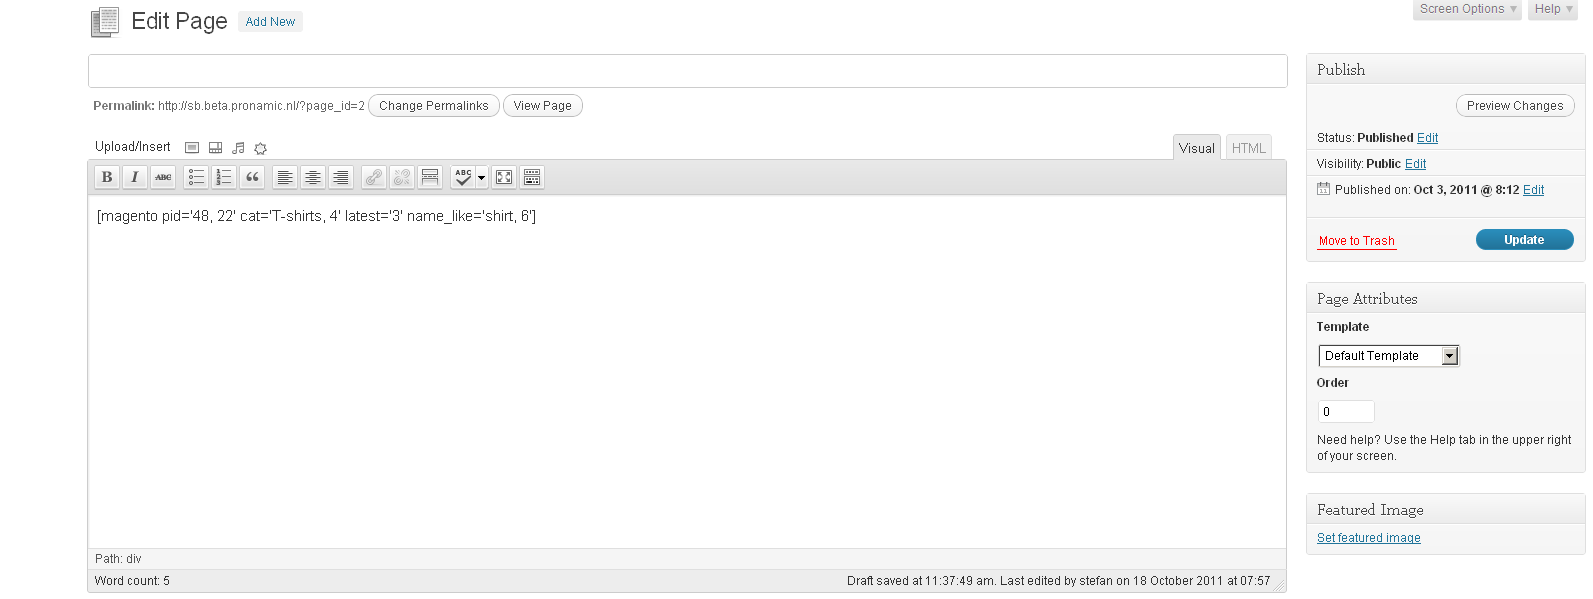 Screen Options Help
Edit Page Add New
Permalink: http://sb.beta.pronamic.nl/?page_id=2 Change Permalinks View Page
Upload/Insert
Visual HTML
B I ABC ABC
[magento pid='48, 22' cat='T-shirts, 4' latest='3' name_like='shirt, 6']
Path: div
Word count: 5
Draft saved at 11:37:49 am. Last edited by stefan on 18 October 2011 at 07:57
Publish
Preview Changes
Status: Published Edit
Visibility: Public Edit
Published on: Oct 3, 2011 @ 8:12 Edit
Move to Trash Update
Page Attributes
Template
Default Template
Order
0
Need help? Use the Help tab in the upper right
of your screen.
Featured Image
Set featured image